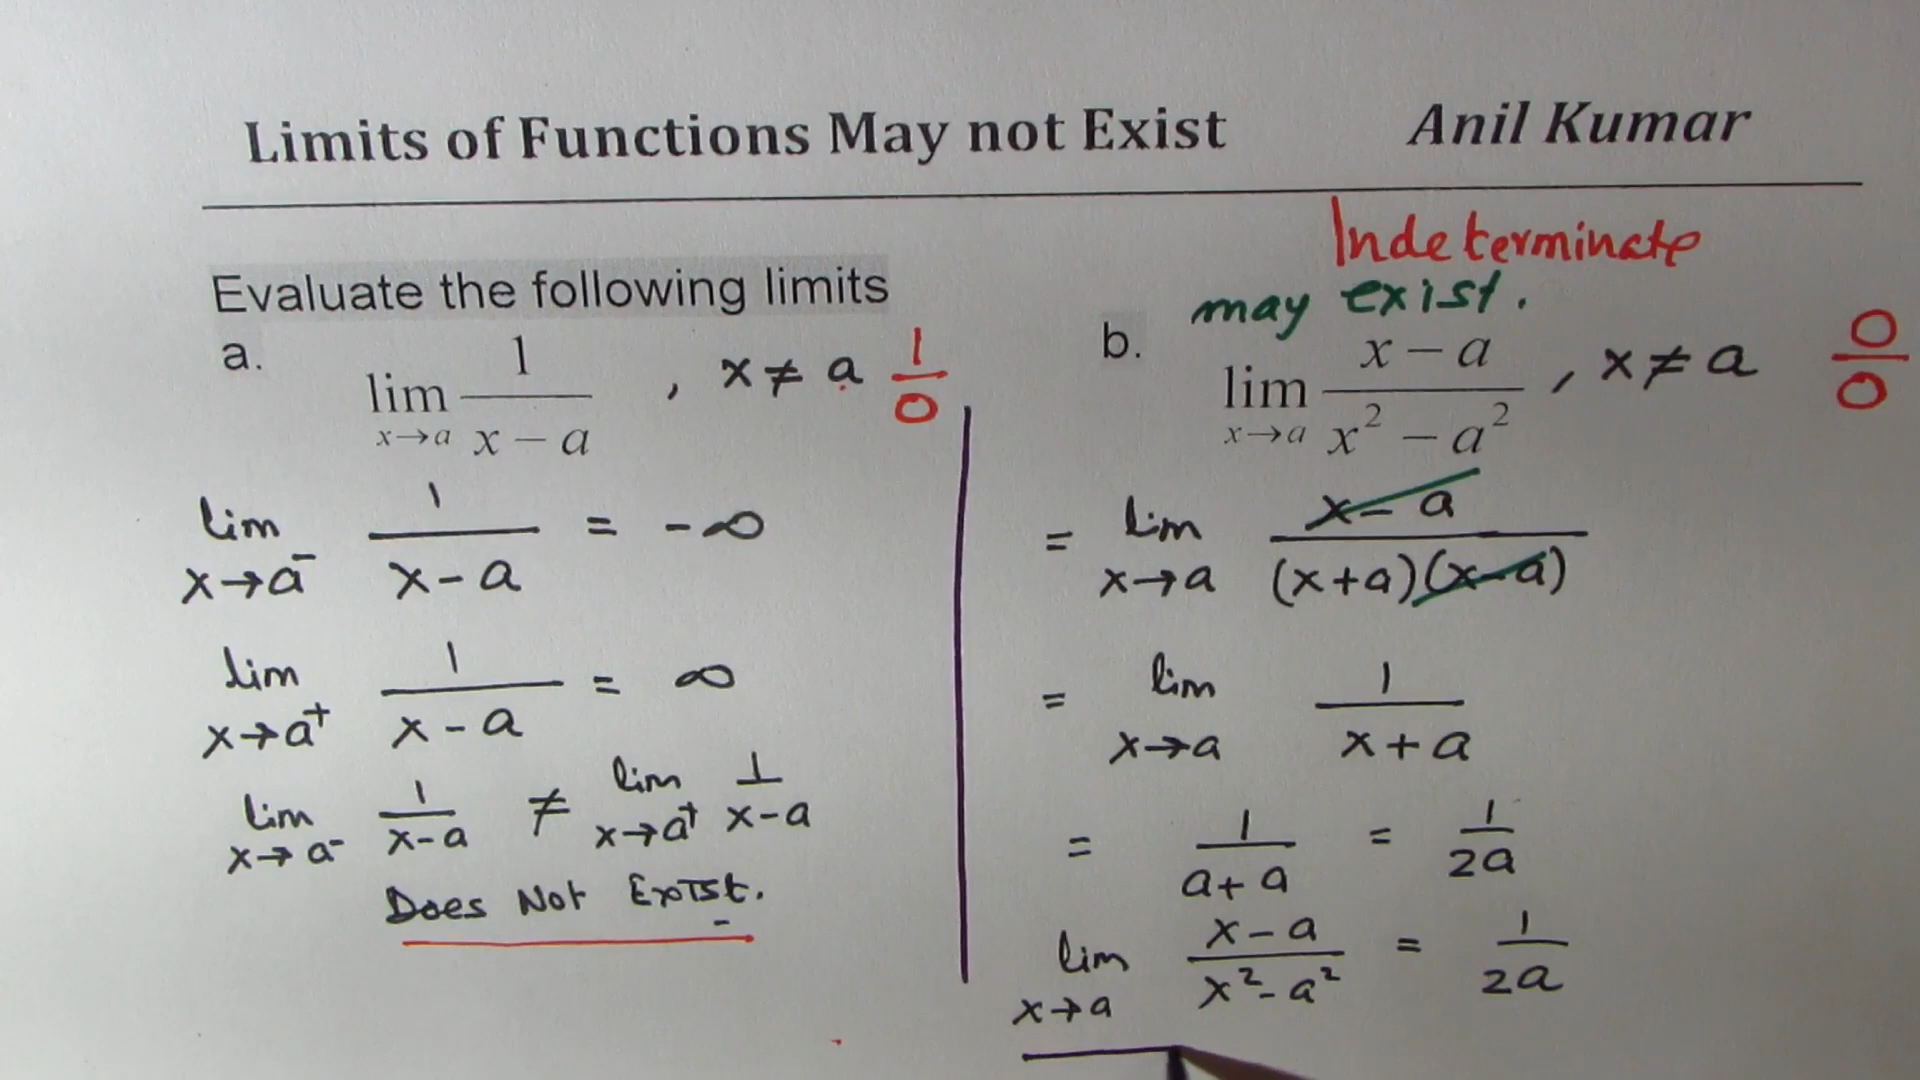 Limits of Functions May not Exist Anil Kumar
Evaluate the following limits
a. lim x→a 1/(x − a) , x ≠ a 1/0
lim x→a⁻ 1/(x − a) = −∞
lim x→a⁺ 1/(x − a) = ∞
lim x→a⁻ 1/(x−a) ≠ lim x→a⁺ 1/(x−a)
Does Not Exist.
Indeterminate
may exist.
b. lim x→a (x − a)/(x² − a²) , x ≠ a 0/0
= lim x→a (x − a)/((x+a)(x−a))
= lim x→a 1/(x + a)
= 1/(a + a) = 1/2a
lim x→a (x − a)/(x² − a²) = 1/2a